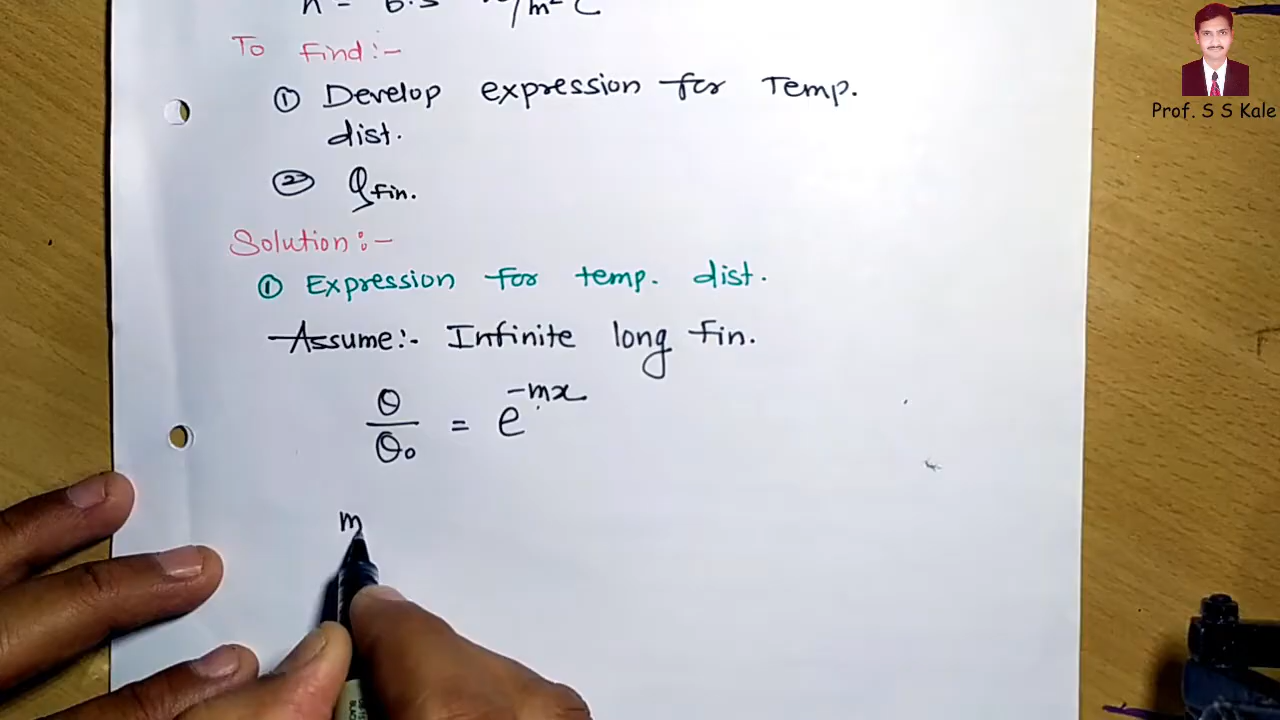 To Find:-
① Develop expression for Temp.
dist.
② Qfin.
Solution:-
① Expression for temp. dist.
Assume:- Infinite long fin.
θ/θ₀ = e^-mx
m
Prof. S S Kale